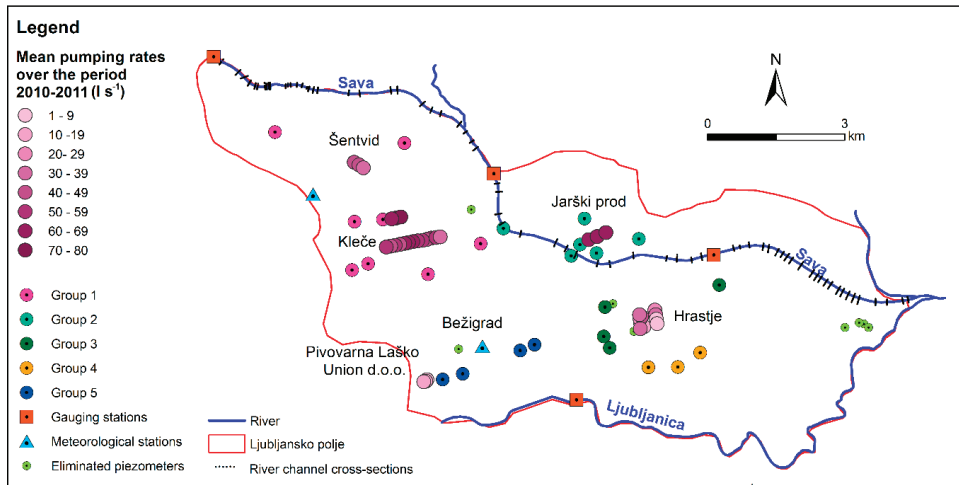 Legend
Mean pumping rates
over the period
2010-2011 (l s⁻¹)
1 - 9
10 -19
20- 29
30 - 39
40 - 49
50 - 59
60 - 69
70 - 80
Group 1
Group 2
Group 3
Group 4
Group 5
Gauging stations
Meteorological stations
Eliminated piezometers
River
Ljubljansko polje
River channel cross-sections
Sava
Šentvid
Kleče
Jarški prod
Sava
Hrastje
Bežigrad
Pivovarna Laško
Union d.o.o.
Ljubljanica
N
0 3
km